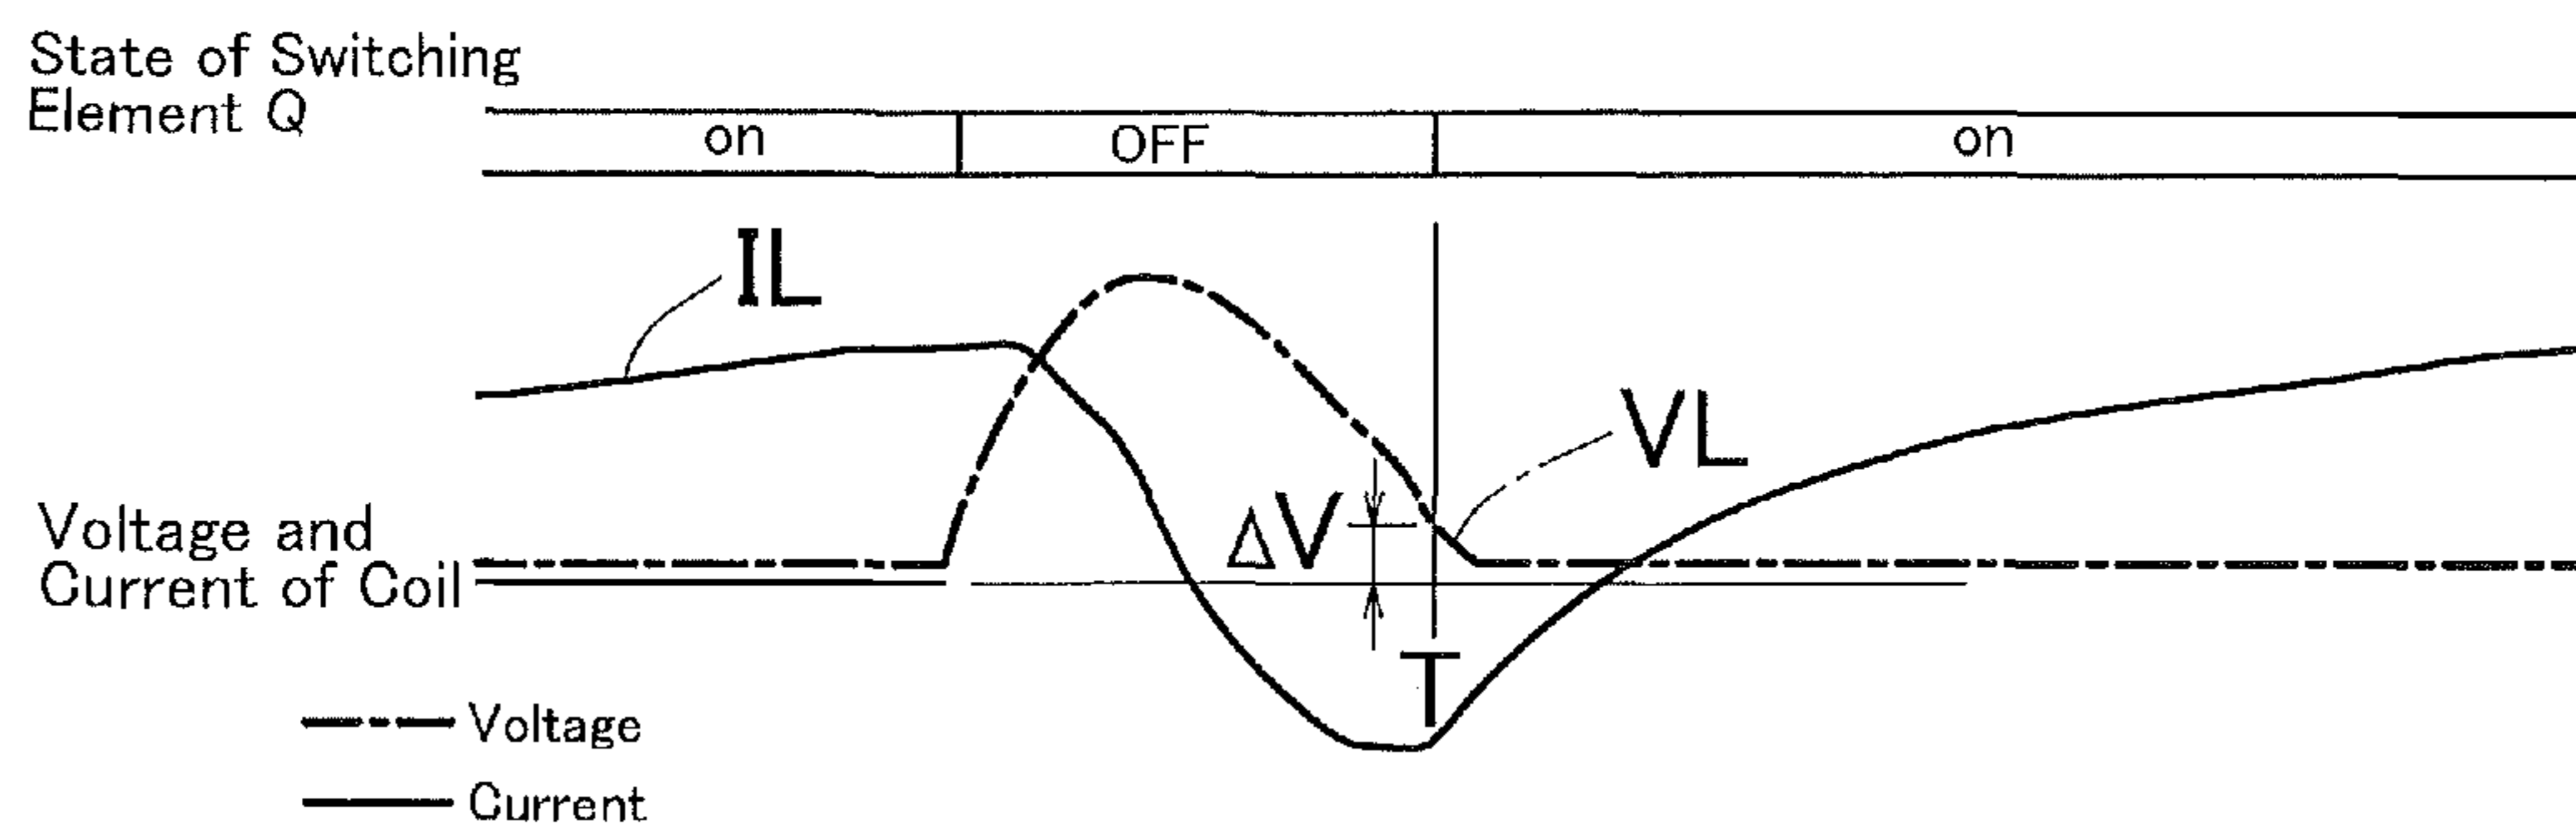 State of Switching
Element Q
on
OFF
on
IL
VL
ΔV
Voltage and
Current of Coil
T
Voltage
Current